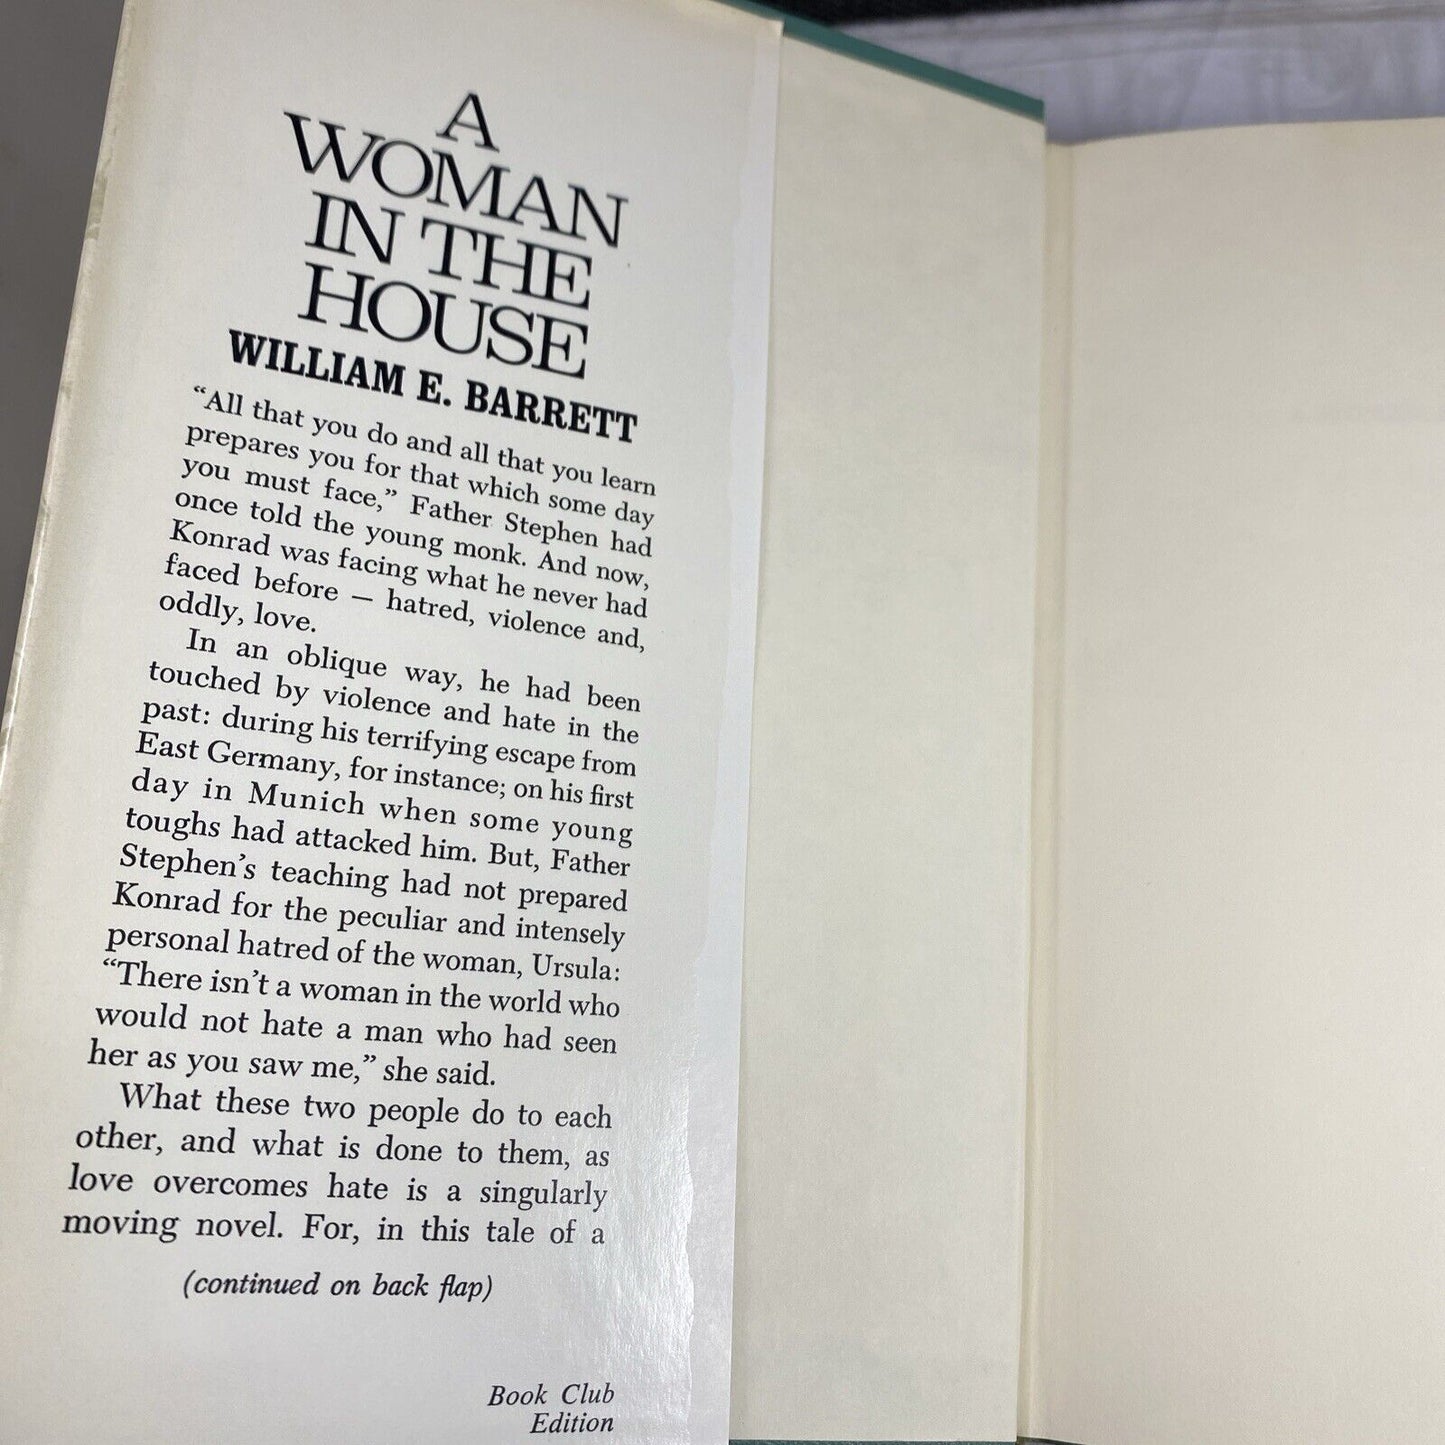 A
WOMAN
IN THE
HOUSE
WILLIAM E. BARRETT
“All that you do and all that you learn
prepares you for that which some day
you must face,” Father Stephen had
once told the young monk. And now,
Konrad was facing what he never had
faced before — hatred, violence and,
oddly, love.
In an oblique way, he had been
touched by violence and hate in the
past: during his terrifying escape from
East Germany, for instance; on his first
day in Munich when some young
toughs had attacked him. But, Father
Stephen’s teaching had not prepared
Konrad for the peculiar and intensely
personal hatred of the woman, Ursula:
“There isn’t a woman in the world who
would not hate a man who had seen
her as you saw me,” she said.
What these two people do to each
other, and what is done to them, as
love overcomes hate is a singularly
moving novel. For, in this tale of a
(continued on back flap)
Book Club
Edition